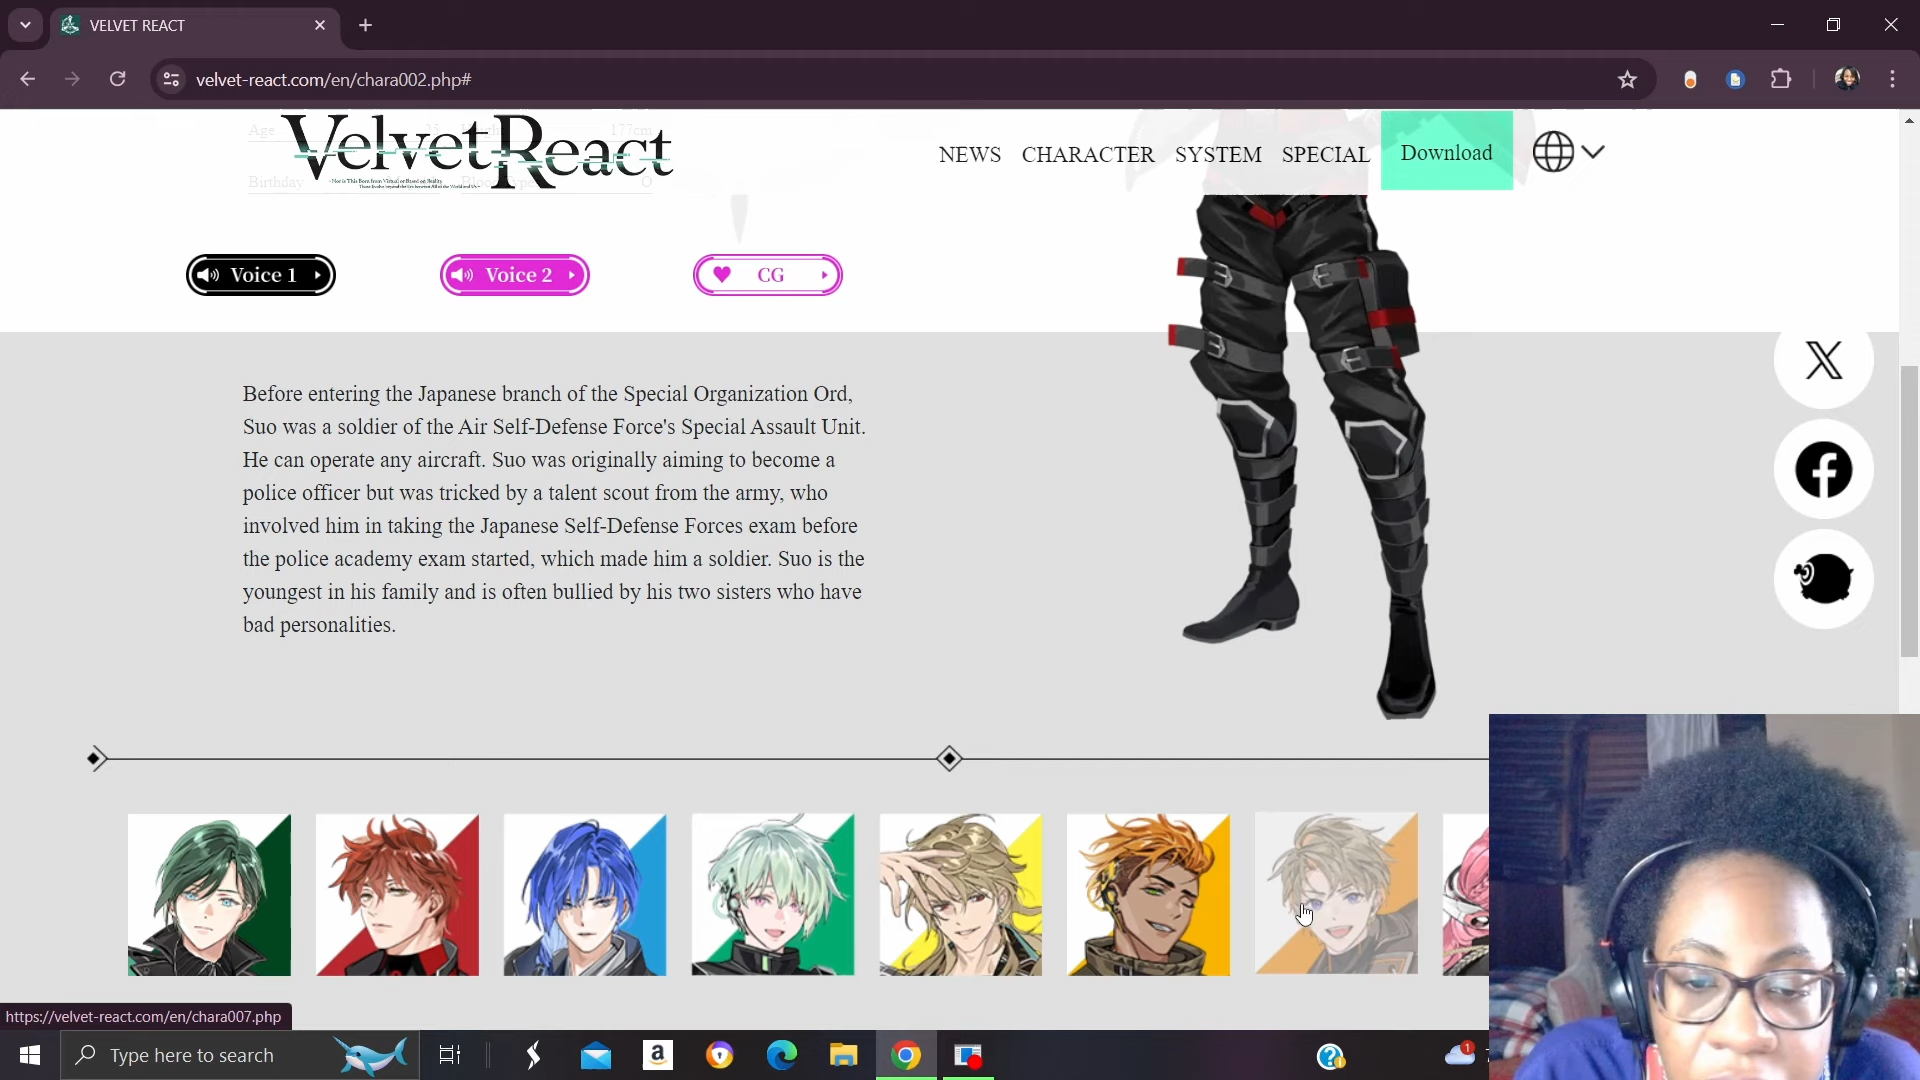 VELVET REACT
velvet-react.com/en/chara002.php#
VelvetReact
NEWS CHARACTER SYSTEM SPECIAL Download
Age 177cm
Birthday O
Voice 1
Voice 2
CG
Before entering the Japanese branch of the Special Organization Ord,
Suo was a soldier of the Air Self-Defense Force's Special Assault Unit.
He can operate any aircraft. Suo was originally aiming to become a
police officer but was tricked by a talent scout from the army, who
involved him in taking the Japanese Self-Defense Forces exam before
the police academy exam started, which made him a soldier. Suo is the
youngest in his family and is often bullied by his two sisters who have
bad personalities.
https://velvet-react.com/en/chara007.php
Type here to search
1